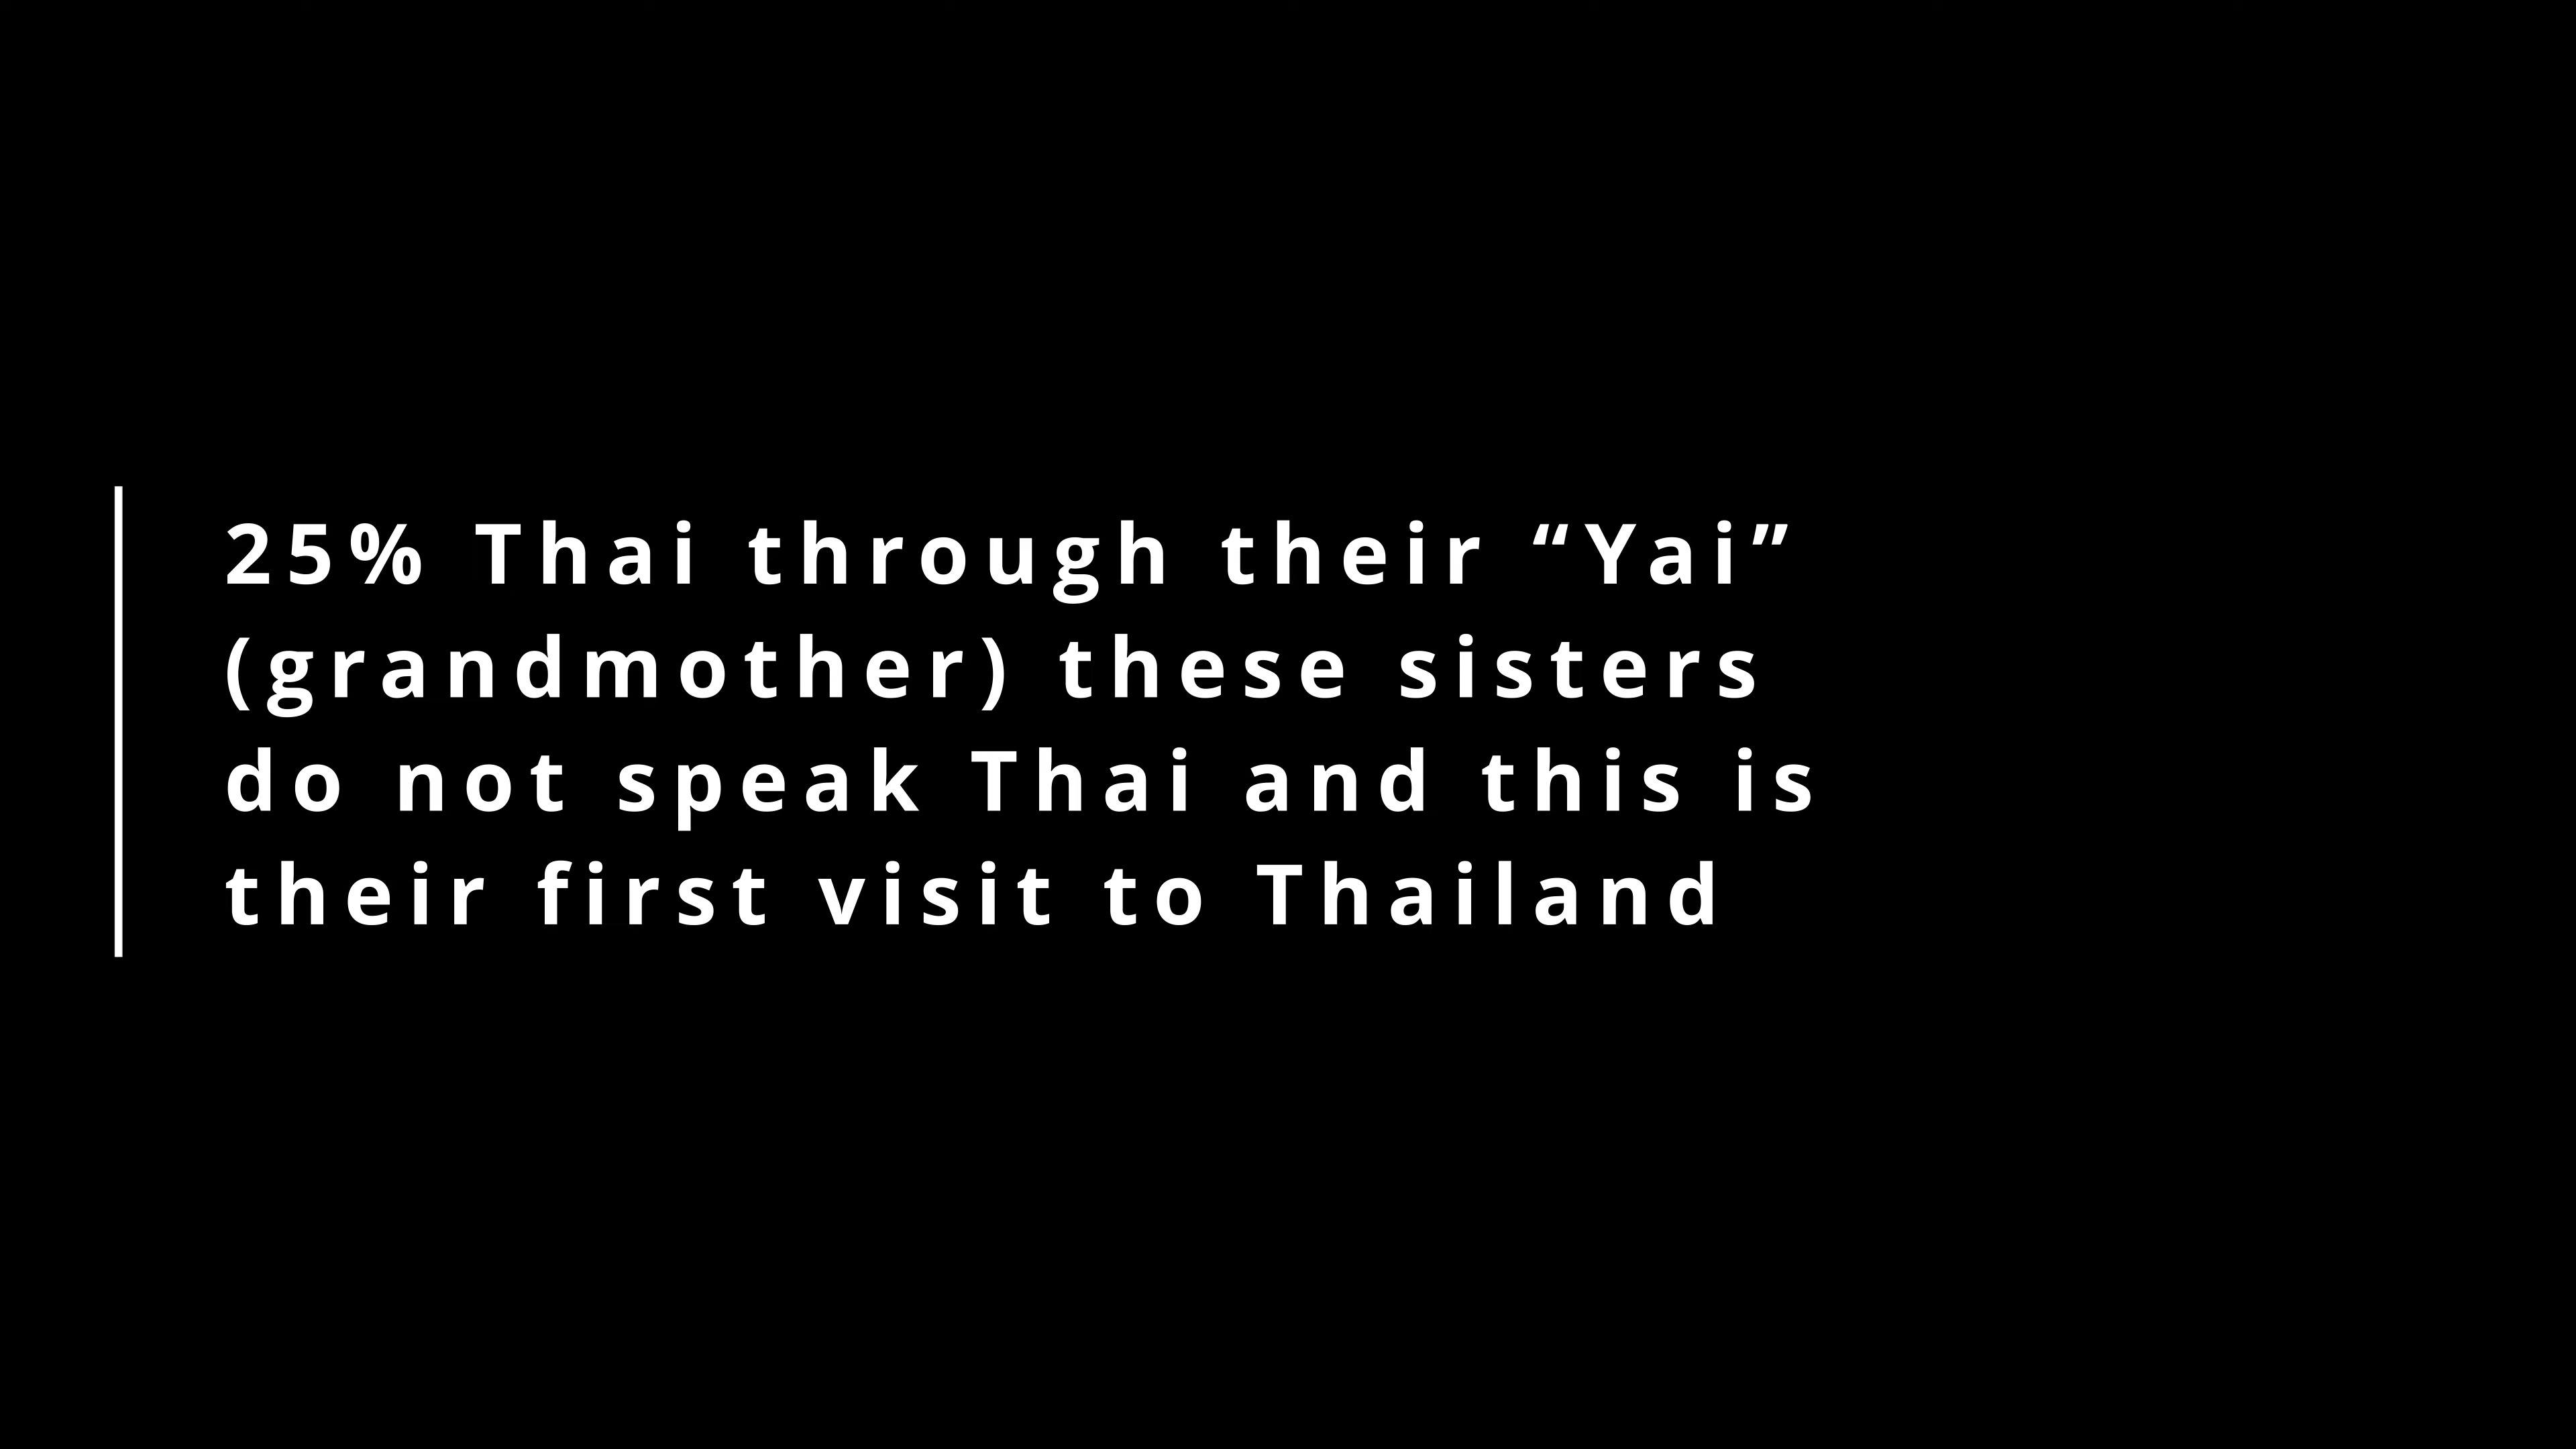 25% Thai through their “Yai”
(grandmother) these sisters
do not speak Thai and this is
their first visit to Thailand